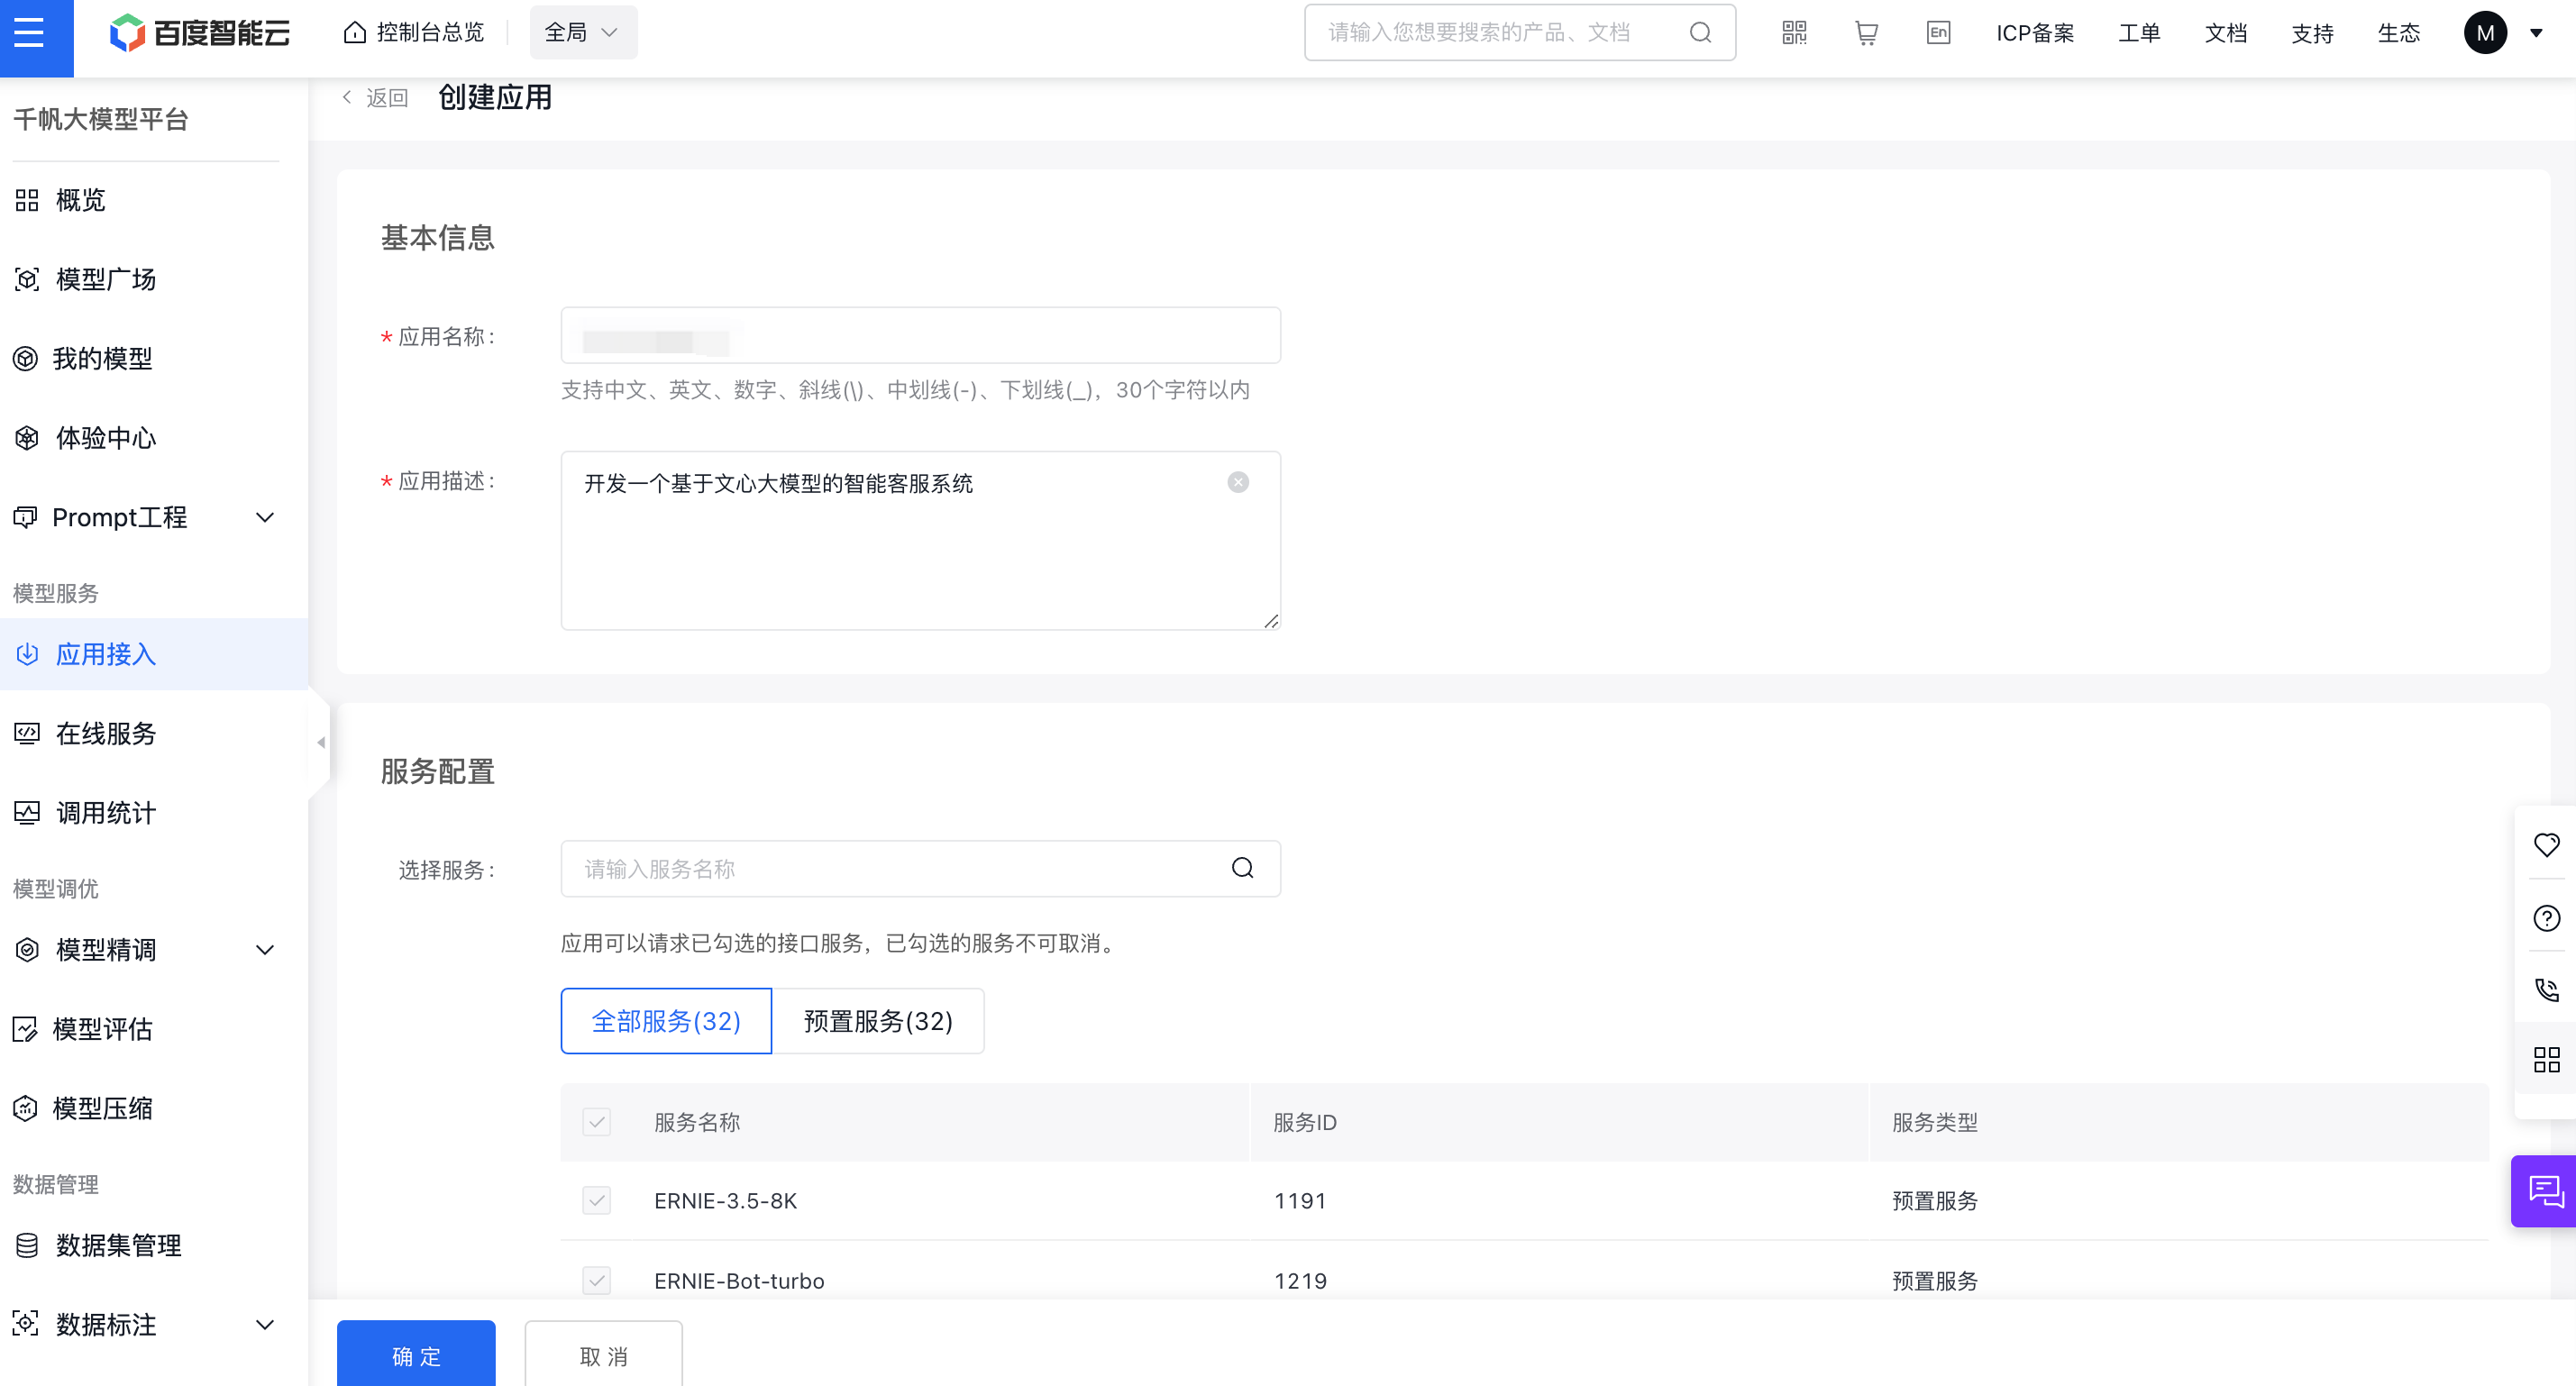 百度智能云
控制台总览
全局
请输入您想要搜索的产品、文档
En
ICP备案
工单
文档
支持
生态
M
千帆大模型平台
概览
模型广场
我的模型
体验中心
Prompt工程
模型服务
应用接入
在线服务
调用统计
模型调优
模型精调
模型评估
模型压缩
数据管理
数据集管理
数据标注
返回
创建应用
基本信息
*应用名称:
支持中文、英文、数字、斜线(\)、中划线(-)、下划线(_)，30个字符以内
*应用描述:
开发一个基于文心大模型的智能客服系统
服务配置
选择服务:
请输入服务名称
应用可以请求已勾选的接口服务，已勾选的服务不可取消。
全部服务(32)
预置服务(32)
服务名称 服务ID 服务类型
ERNIE-3.5-8K 1191 预置服务
ERNIE-Bot-turbo 1219 预置服务
确定
取消